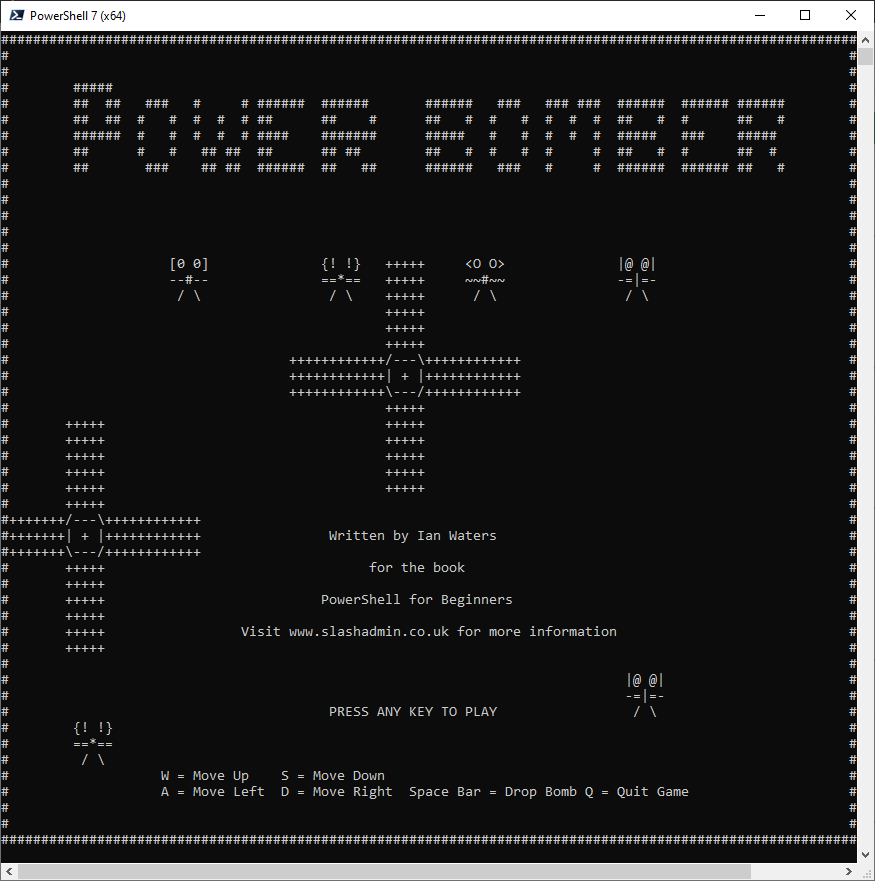 PowerShell 7 (x64)
POWER BOMBER
[0 0] {! !} <O O> |@ @|
--#-- ==*== ~~#~~ -=|=-
/ \ / \ / \ / \
Written by Ian Waters
for the book
PowerShell for Beginners
Visit www.slashadmin.co.uk for more information
|@ @|
-=|=-
PRESS ANY KEY TO PLAY / \
{! !}
==*==
/ \
W = Move Up S = Move Down
A = Move Left D = Move Right Space Bar = Drop Bomb Q = Quit Game